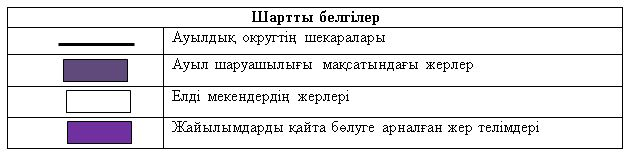 Шартты белгілер
Ауылдық округтің шекаралары
Ауыл шаруашылығы мақсатындағы жерлер
Елді мекендердің жерлері
Жайылымдарды қайта бөлуге арналған жер телімдері